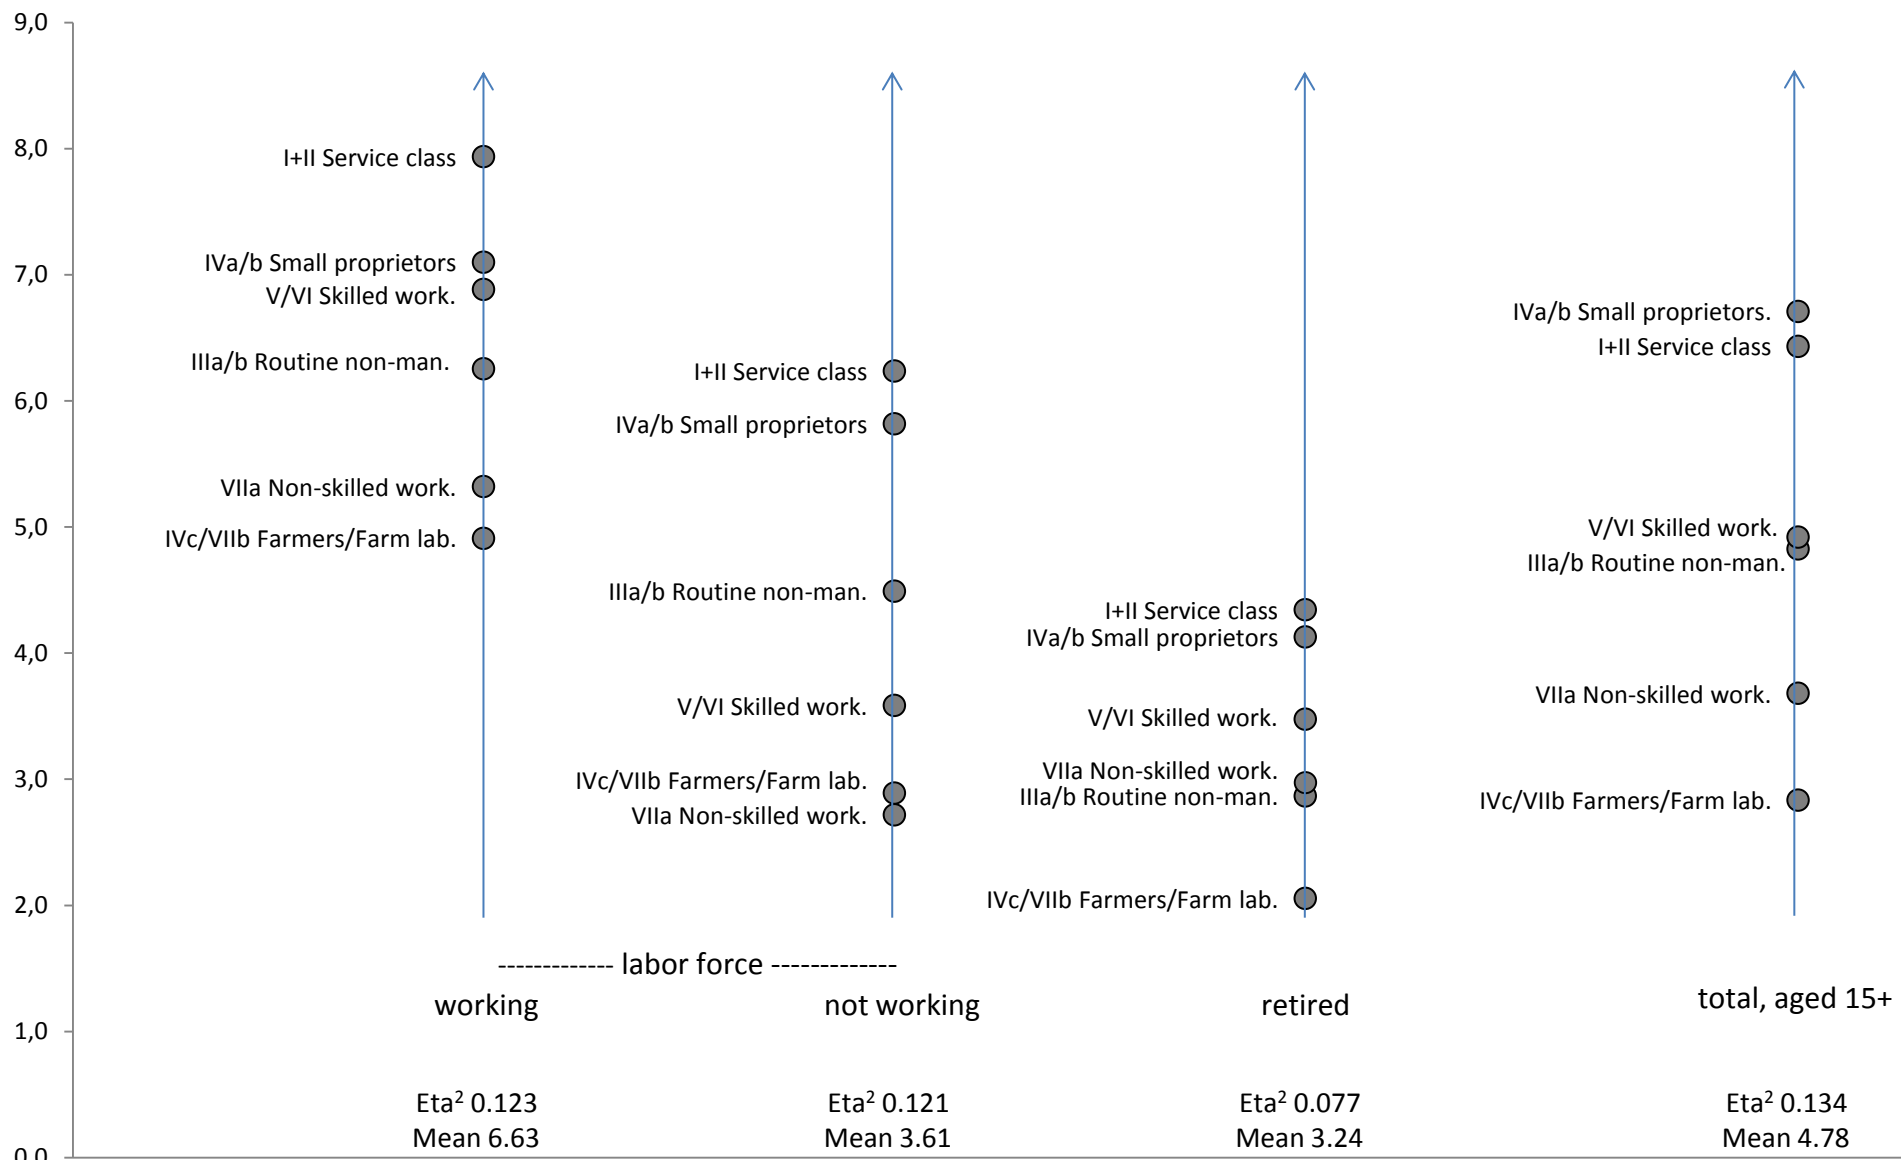 9,0
8,0
7,0
6,0
5,0
4,0
3,0
2,0
1,0
0,0
I+II Service class
IVa/b Small proprietors
V/VI Skilled work.
IIIa/b Routine non-man.
VIIa Non-skilled work.
IVc/VIIb Farmers/Farm lab.
I+II Service class
IVa/b Small proprietors
IIIa/b Routine non-man.
V/VI Skilled work.
IVc/VIIb Farmers/Farm lab.
VIIa Non-skilled work.
I+II Service class
IVa/b Small proprietors
V/VI Skilled work.
VIIa Non-skilled work.
IIIa/b Routine non-man.
IVc/VIIb Farmers/Farm lab.
IVa/b Small proprietors.
I+II Service class
V/VI Skilled work.
IIIa/b Routine non-man.
VIIa Non-skilled work.
IVc/VIIb Farmers/Farm lab.
------------- labor force -------------
working
not working
retired
total, aged 15+
Eta² 0.123
Mean 6.63
Eta² 0.121
Mean 3.61
Eta² 0.077
Mean 3.24
Eta² 0.134
Mean 4.78